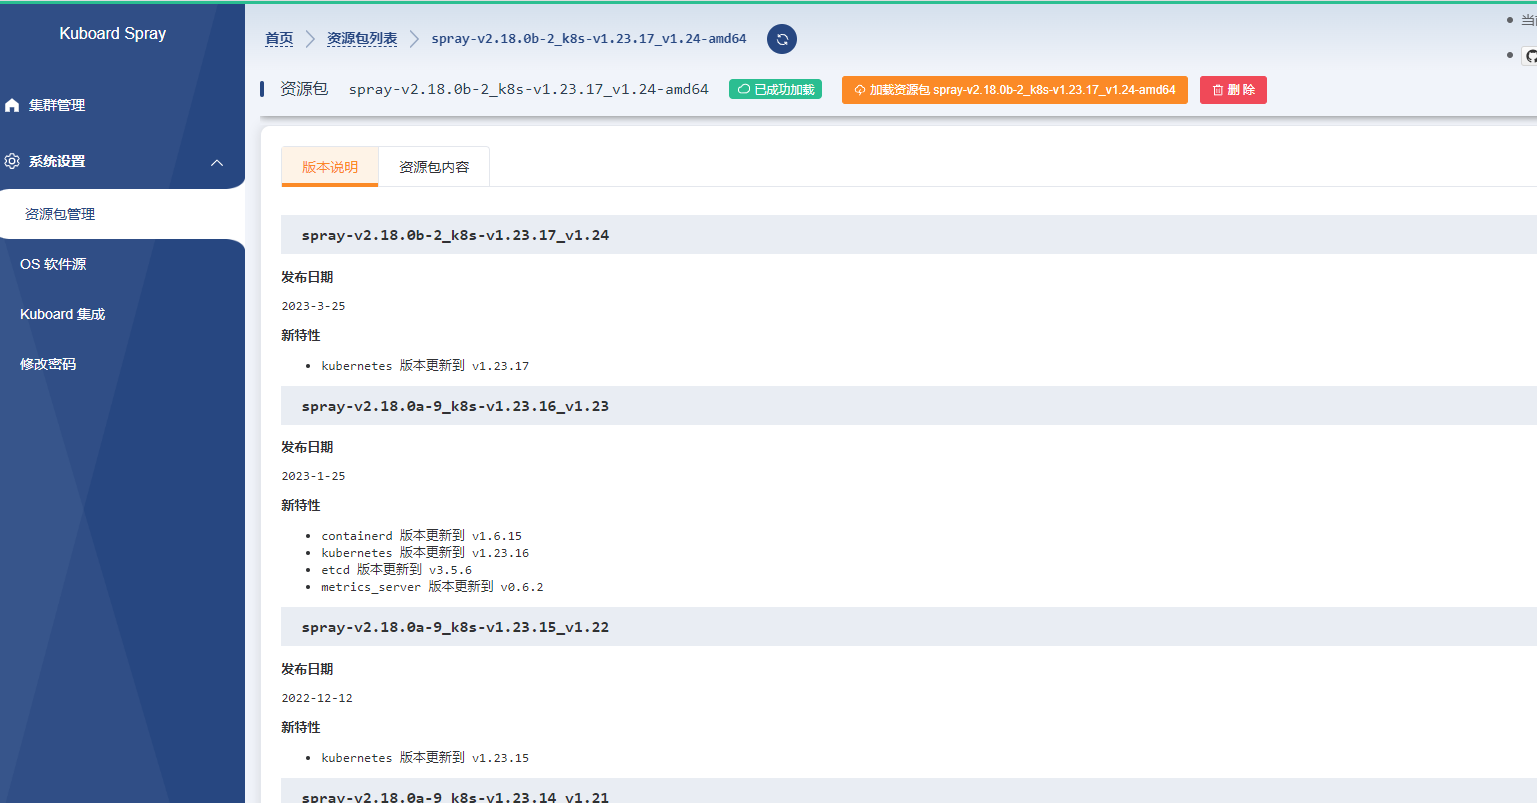 Kuboard Spray
集群管理
系统设置
资源包管理
OS 软件源
Kuboard 集成
修改密码
首页 资源包列表 spray-v2.18.0b-2_k8s-v1.23.17_v1.24-amd64
资源包 spray-v2.18.0b-2_k8s-v1.23.17_v1.24-amd64 已成功加载 加载资源包 spray-v2.18.0b-2_k8s-v1.23.17_v1.24-amd64 删 除
版本说明 资源包内容
spray-v2.18.0b-2_k8s-v1.23.17_v1.24
发布日期
2023-3-25
新特性
• kubernetes 版本更新到 v1.23.17
spray-v2.18.0a-9_k8s-v1.23.16_v1.23
发布日期
2023-1-25
新特性
• containerd 版本更新到 v1.6.15
• kubernetes 版本更新到 v1.23.16
• etcd 版本更新到 v3.5.6
• metrics_server 版本更新到 v0.6.2
spray-v2.18.0a-9_k8s-v1.23.15_v1.22
发布日期
2022-12-12
新特性
• kubernetes 版本更新到 v1.23.15
spray-v2.18.0a-9_k8s-v1.23.14_v1.21